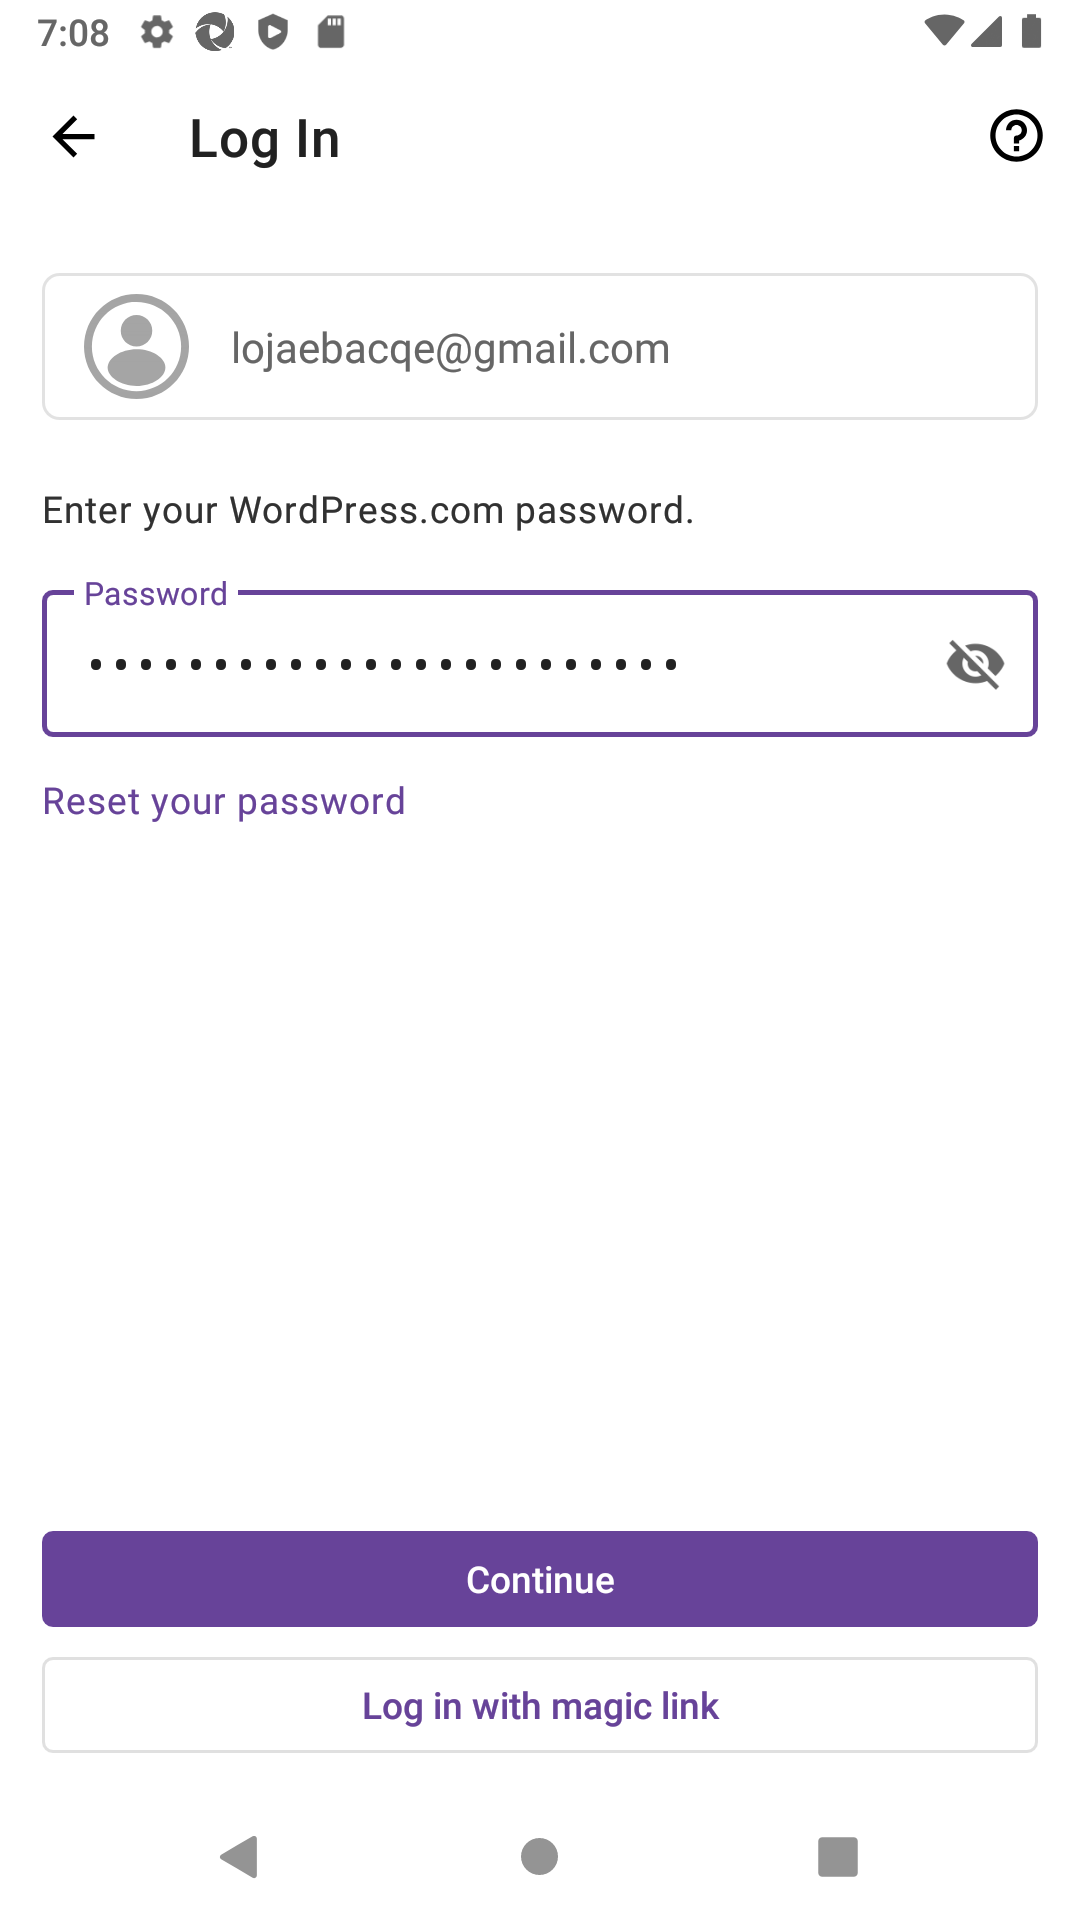 7:08
Log In
lojaebacqe@gmail.com
Enter your WordPress.com password.
Password
••••••••••••••••••••••••
Reset your password
Continue
Log in with magic link